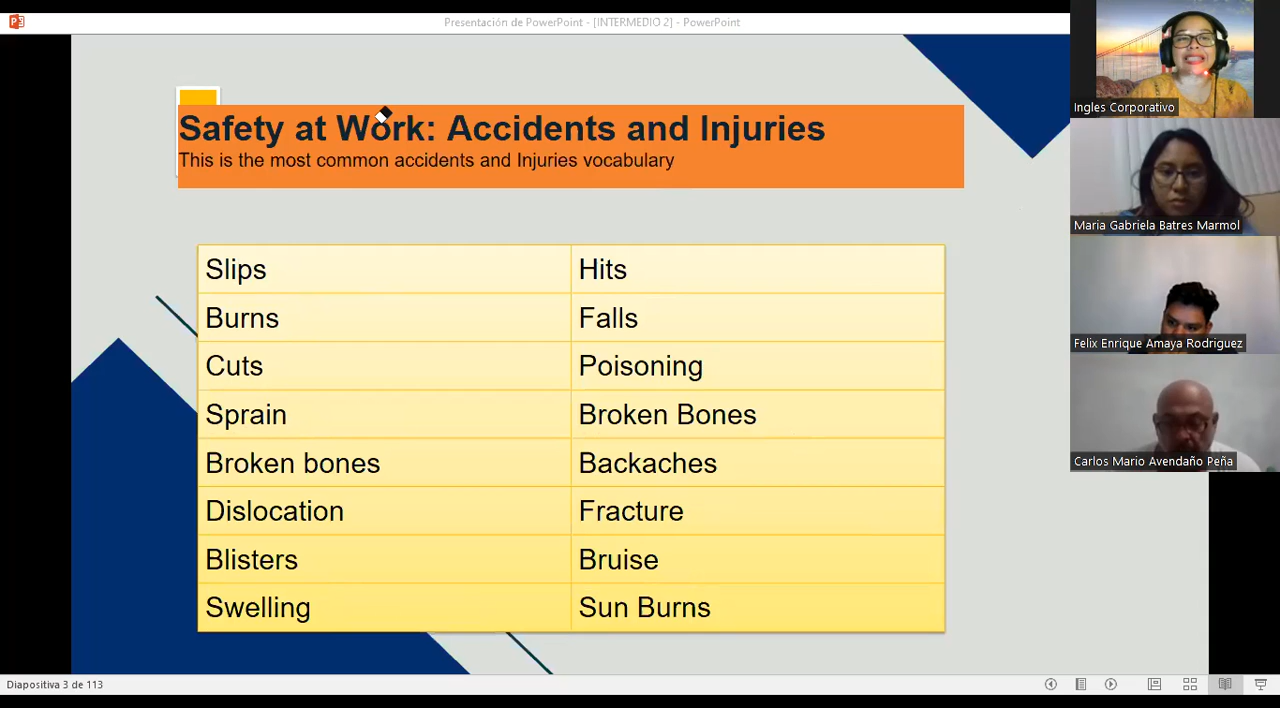 Presentación de PowerPoint - [INTERMEDIO 2] - PowerPoint
Safety at Work: Accidents and Injuries
This is the most common accidents and Injuries vocabulary
Slips Hits
Burns Falls
Cuts Poisoning
Sprain Broken Bones
Broken bones Backaches
Dislocation Fracture
Blisters Bruise
Swelling Sun Burns
Ingles Corporativo
Maria Gabriela Batres Marmol
Felix Enrique Amaya Rodriguez
Carlos Mario Avendaño Peña
Diapositiva 3 de 113